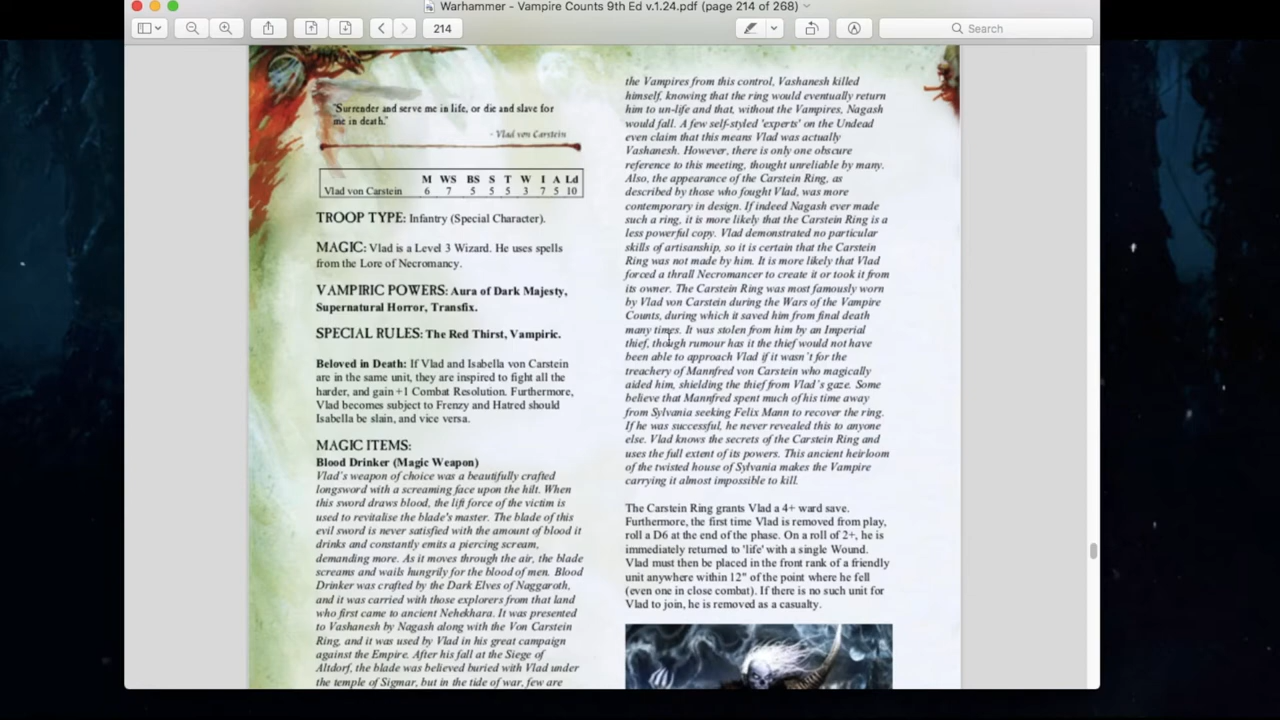 Warhammer - Vampire Counts 9th Ed v.1.24.pdf (page 214 of 268)
214
Search
"Surrender and serve me in life, or die and slave for
me in death."
- Vlad von Carstein
M WS BS S T W I A Ld
Vlad von Carstein 6 7 5 5 5 3 7 5 10
TROOP TYPE: Infantry (Special Character).
MAGIC: Vlad is a Level 3 Wizard. He uses spells
from the Lore of Necromancy.
VAMPIRIC POWERS: Aura of Dark Majesty,
Supernatural Horror, Transfix.
SPECIAL RULES: The Red Thirst, Vampiric.
Beloved in Death: If Vlad and Isabella von Carstein
are in the same unit, they are inspired to fight all the
harder, and gain +1 Combat Resolution. Furthermore,
Vlad becomes subject to Frenzy and Hatred should
Isabella be slain, and vice versa.
MAGIC ITEMS:
Blood Drinker (Magic Weapon)
Vlad's weapon of choice was a beautifully crafted
longsword with a screaming face upon the hilt. When
this sword draws blood, the lift force of the victim is
used to revitalise the blade's master. The blade of this
evil sword is never satisfied with the amount of blood it
drinks and constantly emits a piercing scream,
demanding more. As it moves through the air, the blade
screams and wails hungrily for the blood of men. Blood
Drinker was crafted by the Dark Elves of Naggaroth,
and it was carried with those explorers from that land
who first came to ancient Nehekhara. It was presented
to Vashanesh by Nagash along with the Von Carstein
Ring, and it was used by Vlad in his great campaign
against the Empire. After his fall at the Siege of
Altdorf, the blade was believed buried with Vlad under
the temple of Sigmar, but in the tide of war, few are
the Vampires from this control, Vashanesh killed
himself, knowing that the ring would eventually return
him to un-life and that, without the Vampires, Nagash
would fall. A few self-styled 'experts' on the Undead
even claim that this means Vlad was actually
Vashanesh. However, there is only one obscure
reference to this meeting, thought unreliable by many.
Also, the appearance of the Carstein Ring, as
described by those who fought Vlad, was more
contemporary in design. If indeed Nagash ever made
such a ring, it is more likely that the Carstein Ring is a
less powerful copy. Vlad demonstrated no particular
skills of artisanship, so it is certain that the Carstein
Ring was not made by him. It is more likely that Vlad
forced a thrall Necromancer to create it or took it from
its owner. The Carstein Ring was most famously worn
by Vlad von Carstein during the Wars of the Vampire
Counts, during which it saved him from final death
many times. It was stolen from him by an Imperial
thief, though rumour has it the thief would not have
been able to approach Vlad if it wasn't for the
treachery of Mannfred von Carstein who magically
aided him, shielding the thief from Vlad's gaze. Some
believe that Mannfred spent much of his time away
from Sylvania seeking Felix Mann to recover the ring.
If he was successful, he never revealed this to anyone
else. Vlad knows the secrets of the Carstein Ring and
uses the full extent of its powers. This ancient heirloom
of the twisted house of Sylvania makes the Vampire
carrying it almost impossible to kill.
The Carstein Ring grants Vlad a 4+ ward save.
Furthermore, the first time Vlad is removed from play,
roll a D6 at the end of the phase. On a roll of 2+, he is
immediately returned to 'life' with a single Wound.
Vlad must then be placed in the front rank of a friendly
unit anywhere within 12" of the point where he fell
(even one in close combat). If there is no such unit for
Vlad to join, he is removed as a casualty.